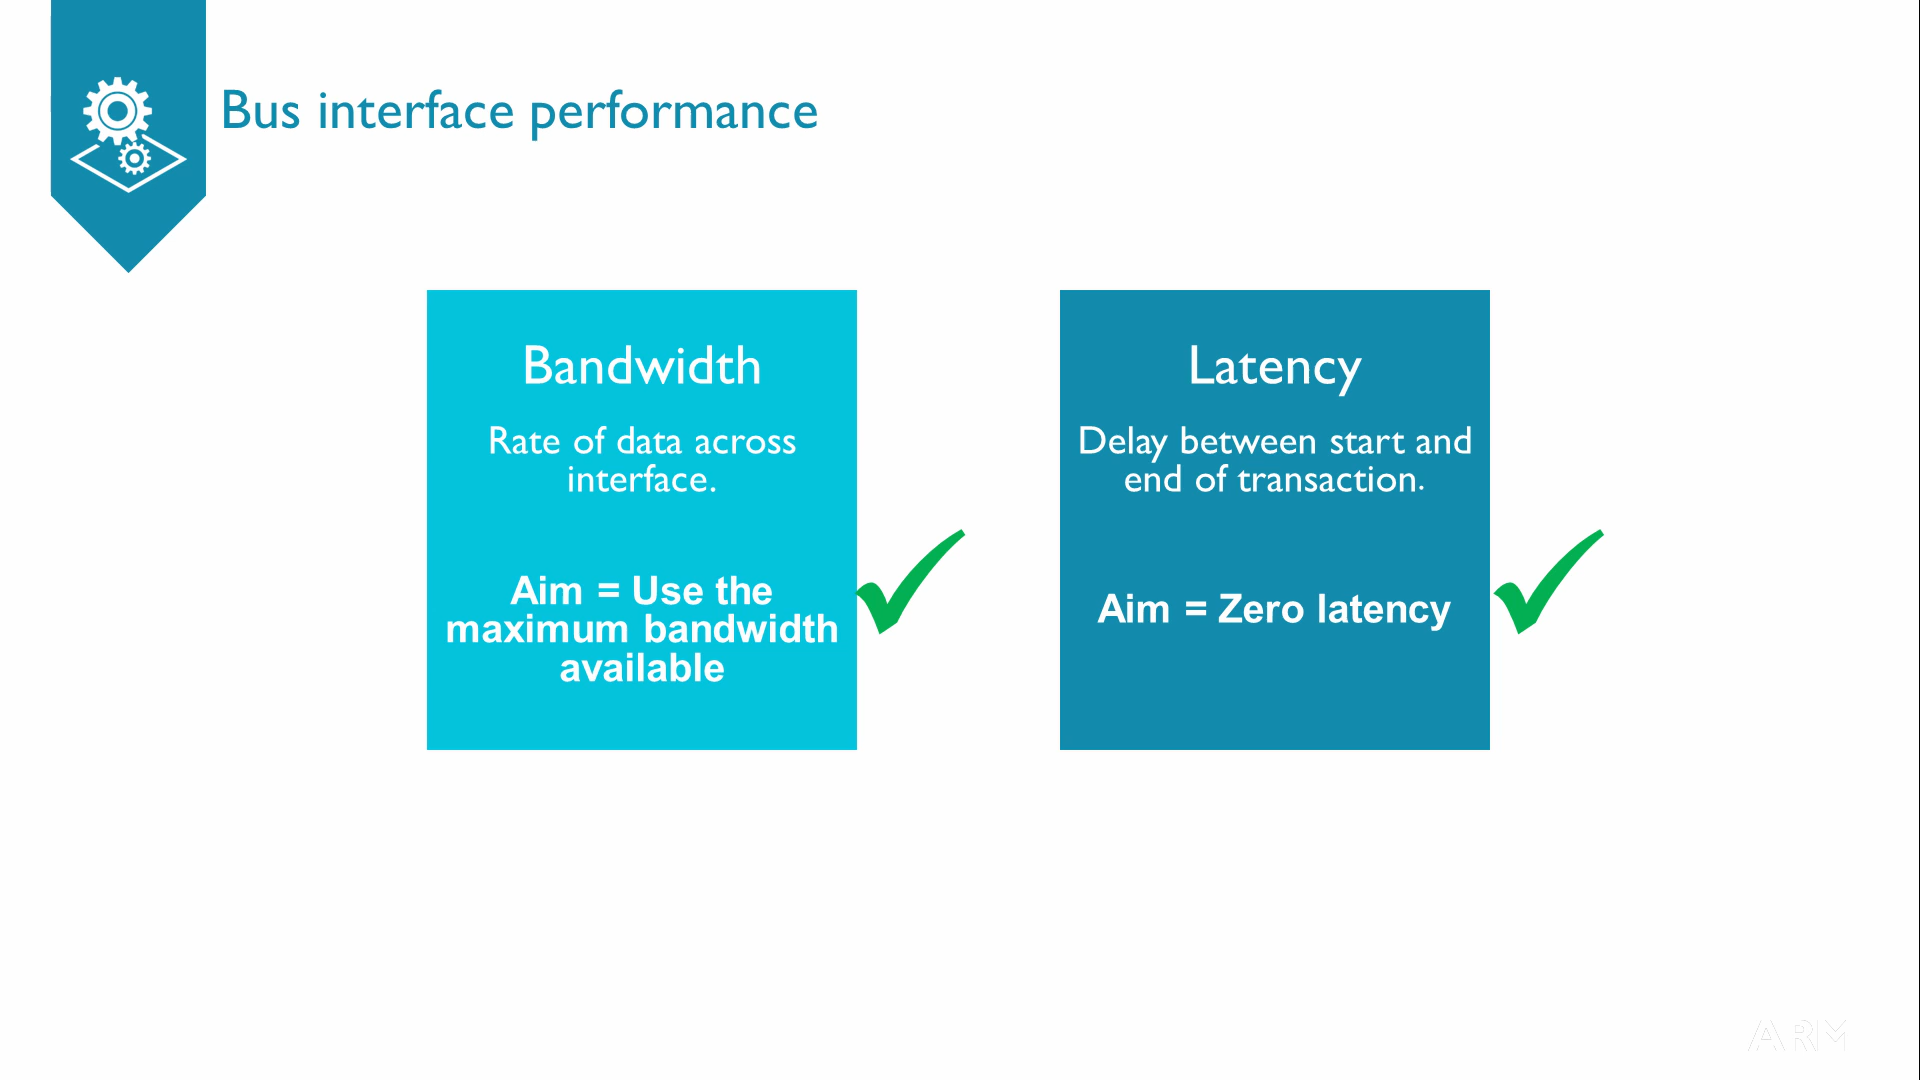 Bus interface performance
Bandwidth
Rate of data across
interface.
Aim = Use the
maximum bandwidth
available
Latency
Delay between start and
end of transaction.
Aim = Zero latency
ARM